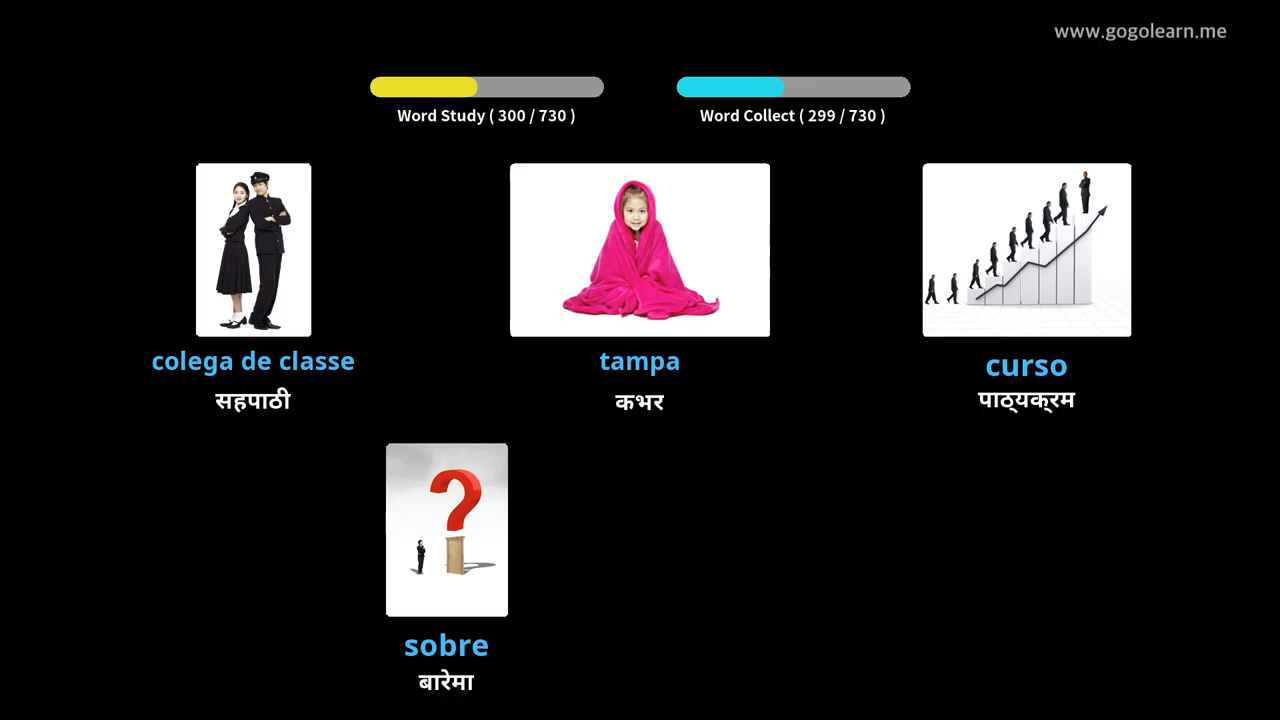 www.gogolearn.me
Word Study ( 300 / 730 )
Word Collect ( 299 / 730 )
colega de classe
सहपाठी
tampa
कभर
curso
पाठ्यक्रम
sobre
बारेमा